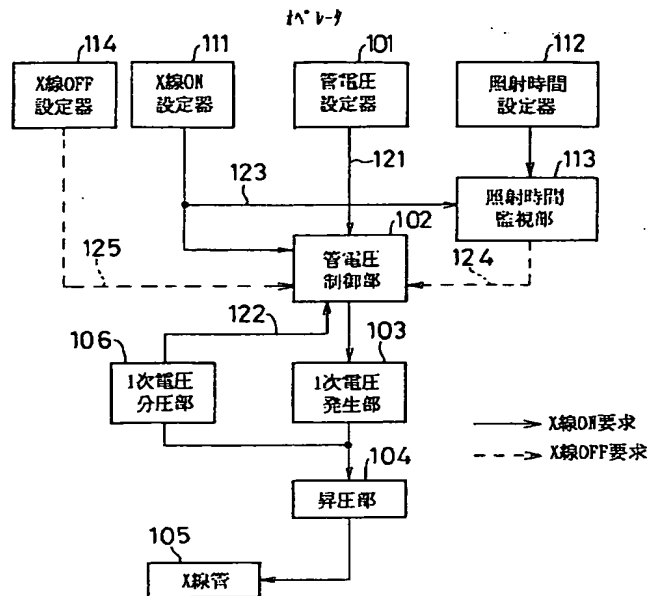 オペレータ
114
111
101
112
X線OFF
設定器
X線ON
設定器
管電圧
設定器
照射時間
設定器
121
113
123
照射時間
監視部
102
管電圧
制御部
125
124
122
106
103
1次電圧
分圧部
1次電圧
発生部
X線ON要求
X線OFF要求
104
昇圧部
105
X線管